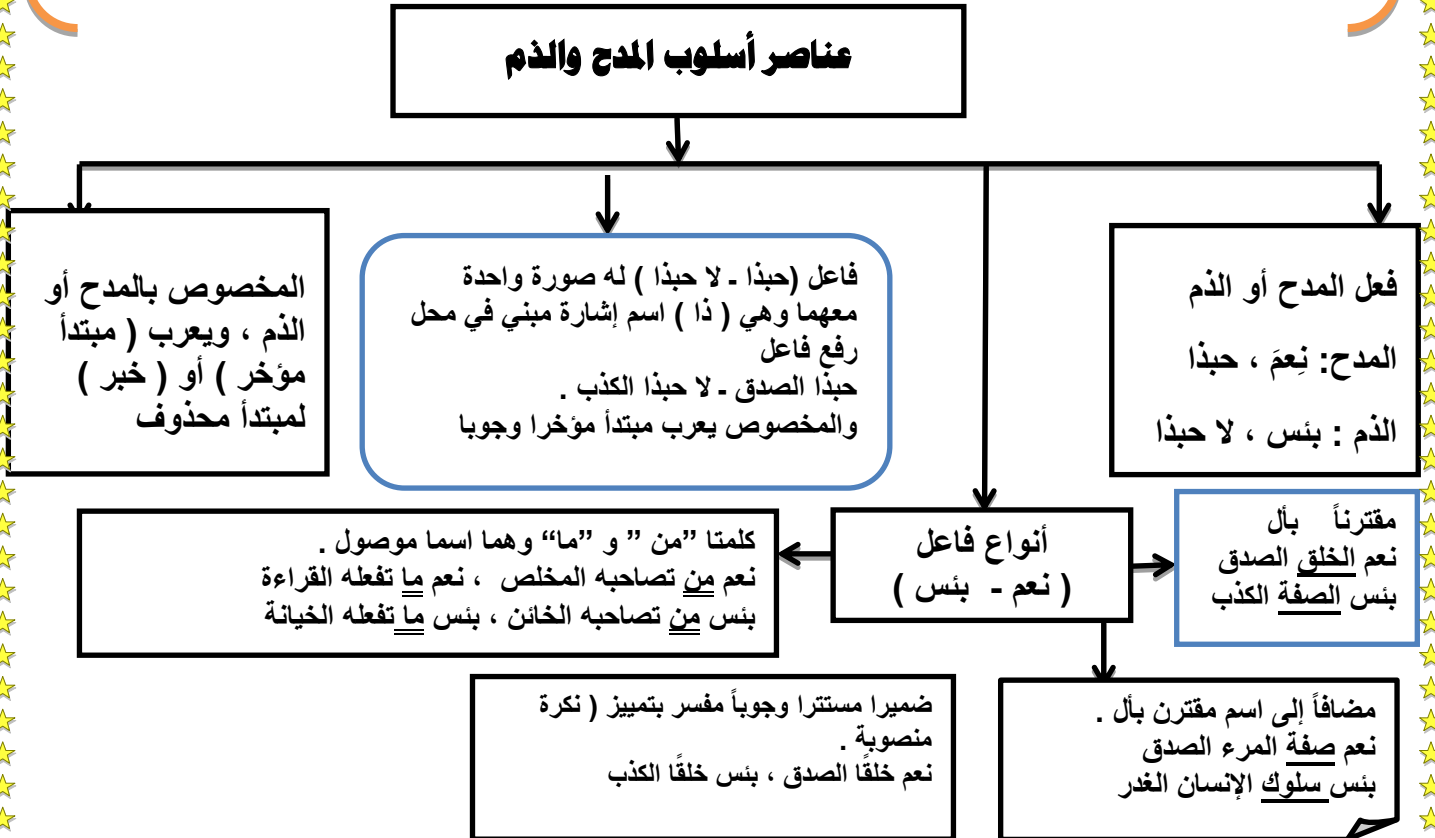 عناصر أسلوب المدح والذم
فعل المدح أو الذم
المدح: نِعمَ ، حبذا
الذم : بئس ، لا حبذا
فاعل (حبذا ـ لا حبذا ) له صورة واحدة
معهما وهي ( ذا ) اسم إشارة مبني في محل
رفع فاعل
حبذا الصدق ـ لا حبذا الكذب .
والمخصوص يعرب مبتدأ مؤخرا وجوبا
المخصوص بالمدح أو
الذم ، ويعرب ( مبتدأ
مؤخر ) أو ( خبر )
لمبتدأ محذوف
أنواع فاعل
( نعم - بئس )
مقترناً بأل
نعم الخلق الصدق
بئس الصفة الكذب
كلمتا ”من ” و ”ما“ وهما اسما موصول .
نعم من تصاحبه المخلص ، نعم ما تفعله القراءة
بئس من تصاحبه الخائن ، بئس ما تفعله الخيانة
مضافاً إلى اسم مقترن بأل .
نعم صفة المرء الصدق
بئس سلوك الإنسان الغدر
ضميرا مستترا وجوباً مفسر بتمييز ( نكرة
منصوبة .
نعم خلقًا الصدق ، بئس خلقًا الكذب